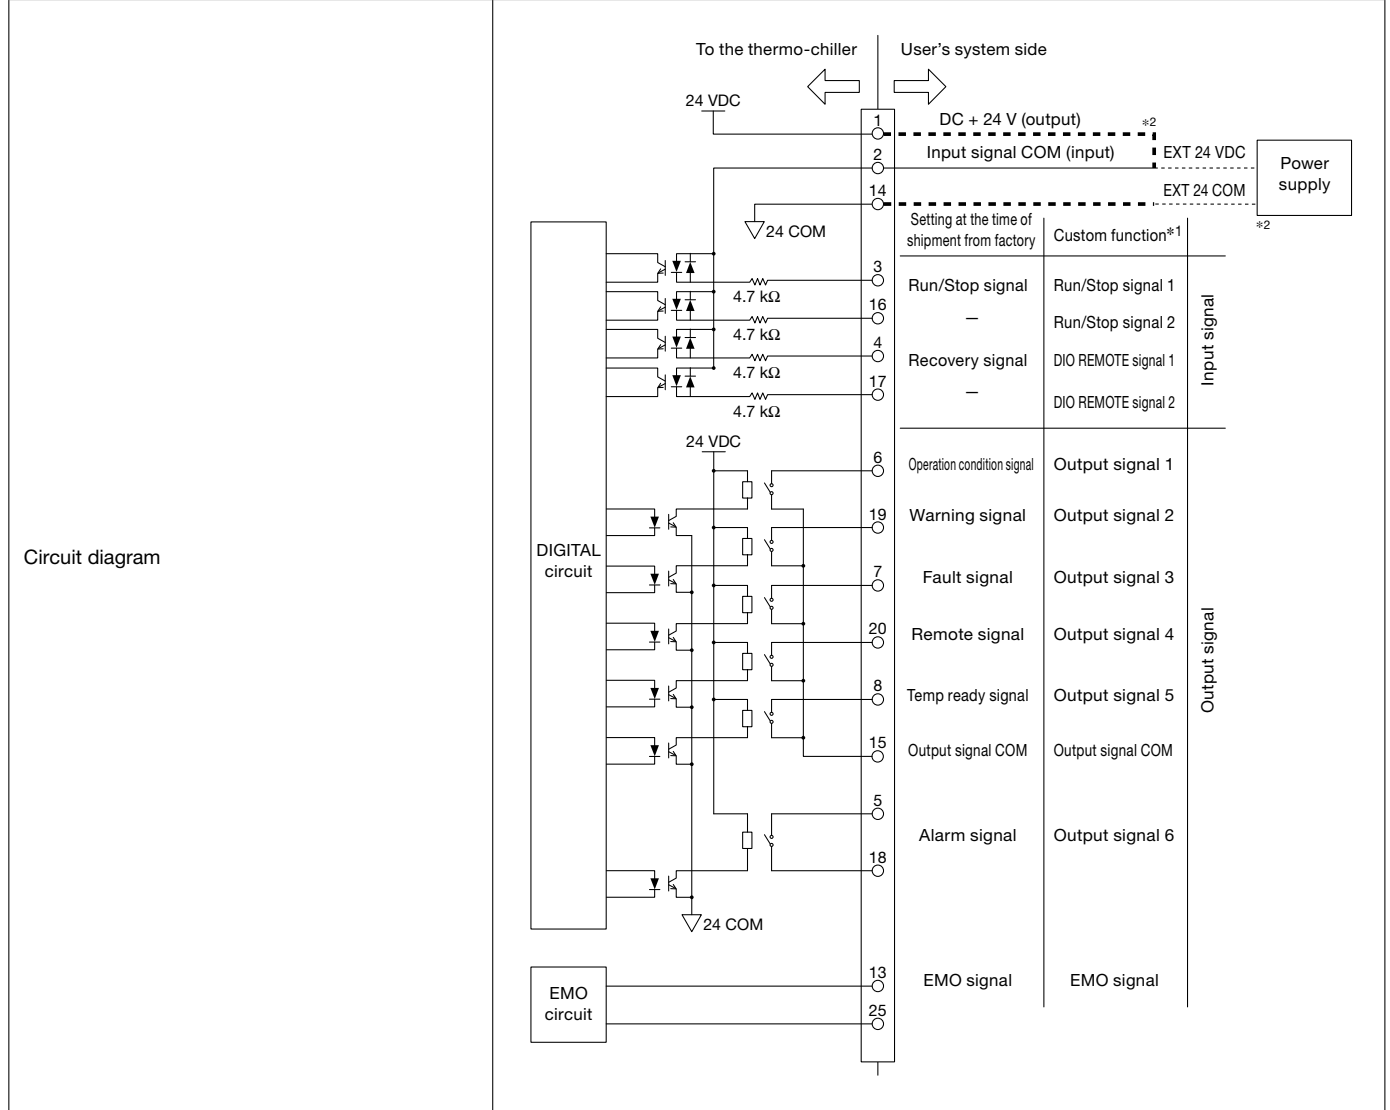 To the thermo-chiller
User's system side
24 VDC
1
DC + 24 V (output)
*2
2
Input signal COM (input)
EXT 24 VDC
Power
supply
14
EXT 24 COM
*2
24 COM
Setting at the time of
shipment from factory
Custom function*1
3
4.7 kΩ
Run/Stop signal
Run/Stop signal 1
16
4.7 kΩ
–
Run/Stop signal 2
4
4.7 kΩ
Recovery signal
DIO REMOTE signal 1
17
4.7 kΩ
–
DIO REMOTE signal 2
Input signal
24 VDC
6
Operation condition signal
Output signal 1
19
Warning signal
Output signal 2
Circuit diagram
DIGITAL
circuit
7
Fault signal
Output signal 3
20
Remote signal
Output signal 4
Output signal
8
Temp ready signal
Output signal 5
15
Output signal COM
Output signal COM
5
Alarm signal
Output signal 6
18
24 COM
EMO
circuit
13
EMO signal
EMO signal
25